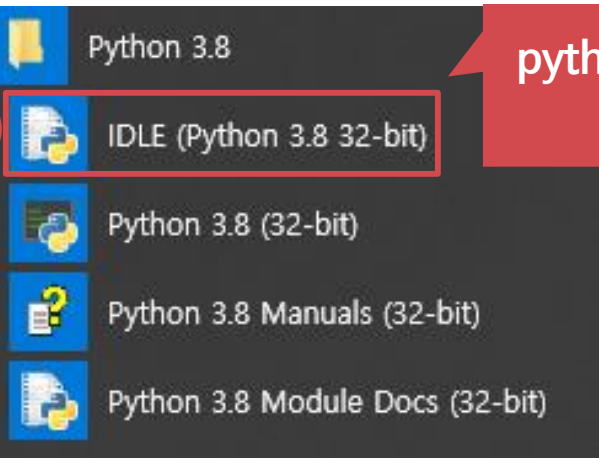 Python 3.8
IDLE (Python 3.8 32-bit)
Python 3.8 (32-bit)
Python 3.8 Manuals (32-bit)
Python 3.8 Module Docs (32-bit)